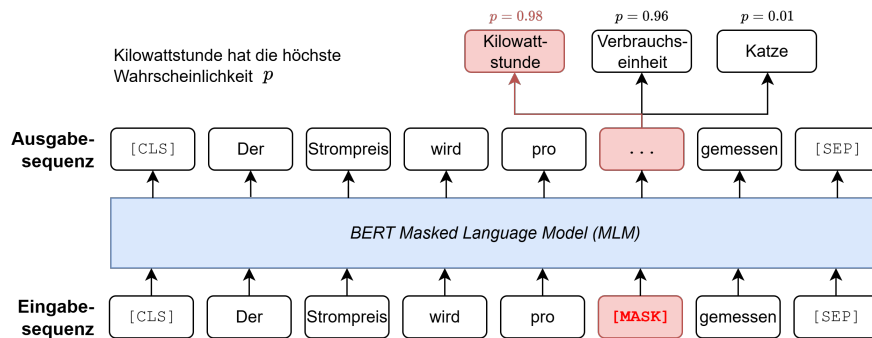 p = 0.98 p = 0.96 p = 0.01
Kilowattstunde hat die höchste
Wahrscheinlichkeit p
Kilowatt-
stunde
Verbrauchs-
einheit
Katze
Ausgabe-
sequenz
[CLS] Der Strompreis wird pro ... gemessen [SEP]
BERT Masked Language Model (MLM)
Eingabe-
sequenz
[CLS] Der Strompreis wird pro [MASK] gemessen [SEP]